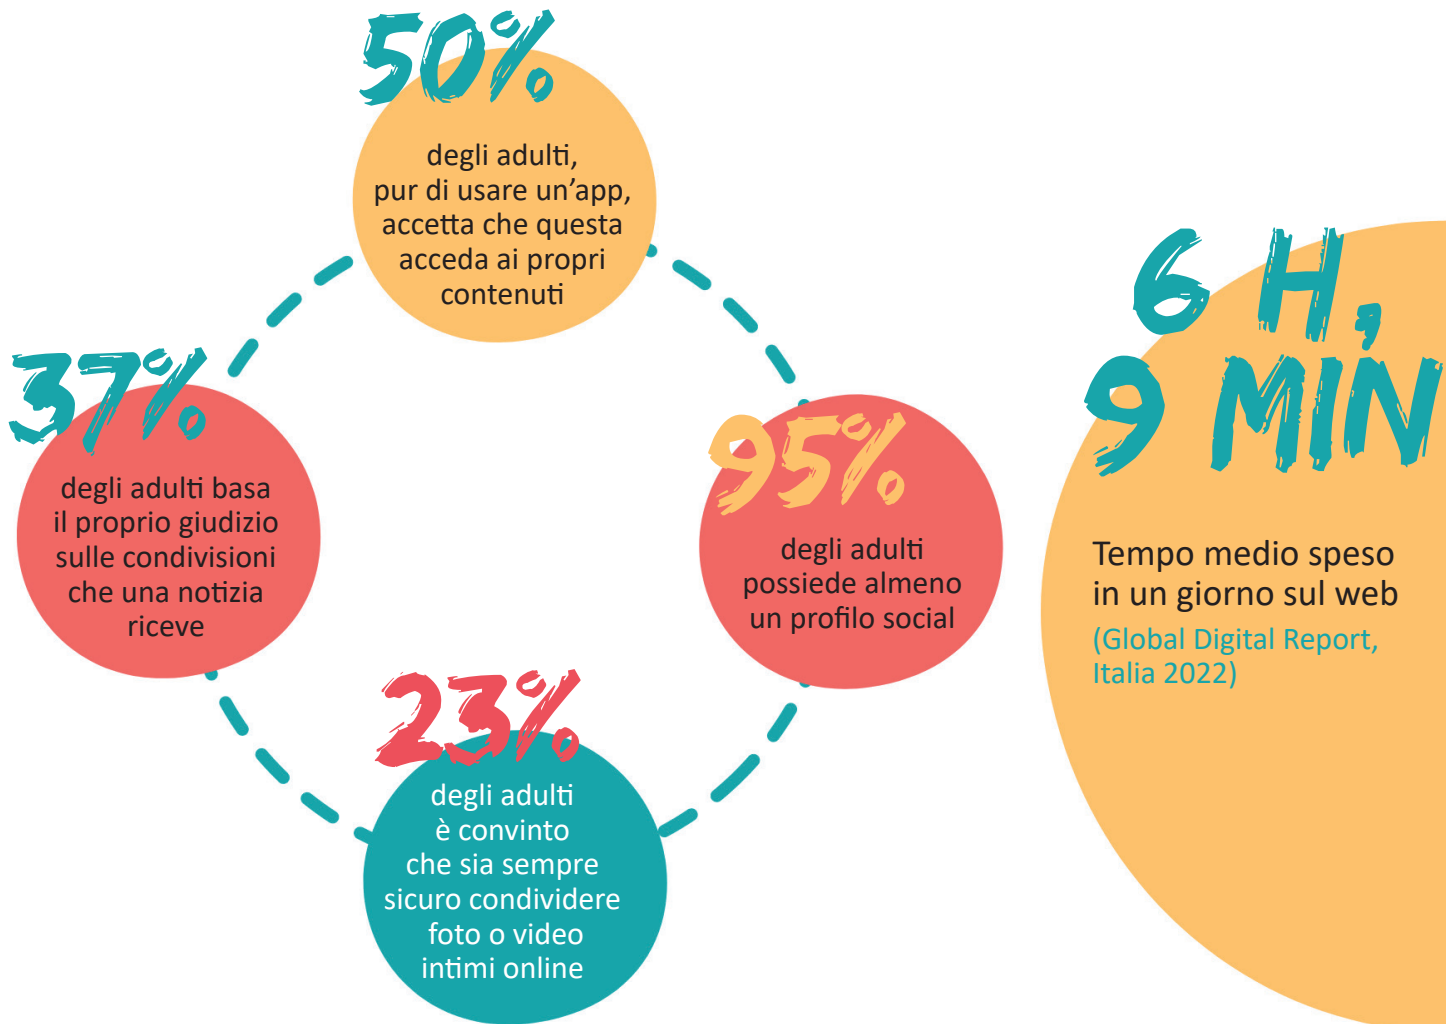 50%
degli adulti,
pur di usare un’app,
accetta che questa
acceda ai propri
contenuti
37%
degli adulti basa
il proprio giudizio
sulle condivisioni
che una notizia
riceve
95%
degli adulti
possiede almeno
un profilo social
23%
degli adulti
è convinto
che sia sempre
sicuro condividere
foto o video
intimi online
6 H,
9 MIN
Tempo medio speso
in un giorno sul web
(Global Digital Report,
Italia 2022)